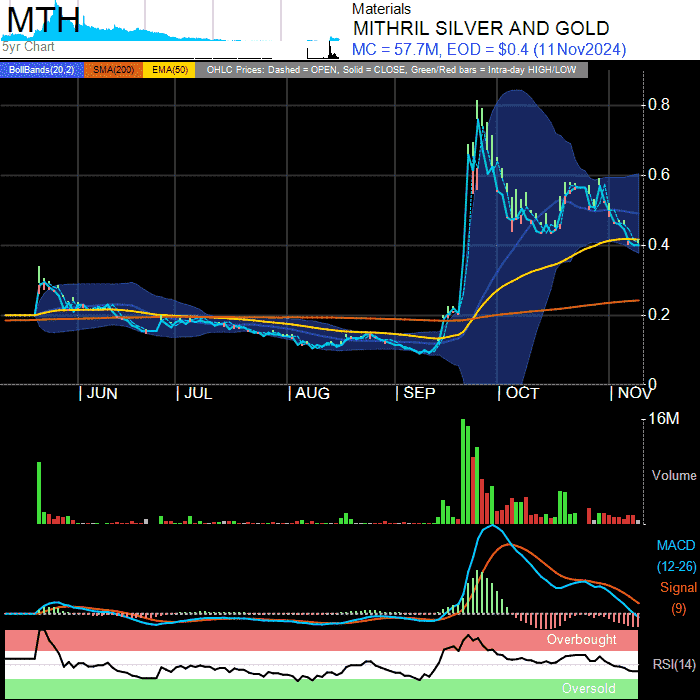 MTH
Materials
MITHRIL SILVER AND GOLD
MC = 57.7M, EOD = $0.4 (11Nov2024)
5yr Chart
BollBands(20,2) SMA(200) EMA(50) OHLC Prices: Dashed = OPEN, Solid = CLOSE, Green/Red bars = Intra-day HIGH/LOW
0.8
0.6
0.4
0.2
0
JUN JUL AUG SEP OCT NOV
16M
Volume
MACD
(12-26)
Signal
(9)
Overbought
RSI(14)
Oversold